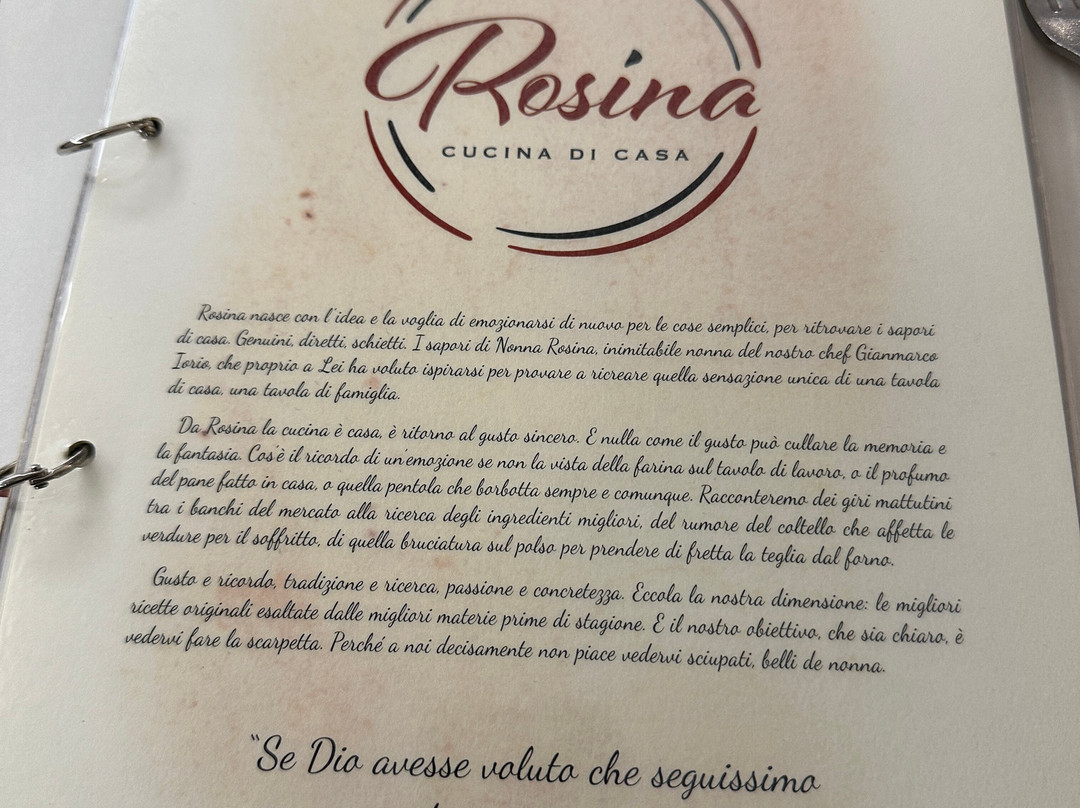 Rosina
CUCINA DI CASA
Rosina nasce con l'idea e la voglia di emozionarsi di nuovo per le cose semplici, per ritrovare i sapori
di casa. Genuini, diretti, schietti. I sapori di Nonna Rosina, inimitabile nonna del nostro chef Gianmarco
Iorio, che proprio a Lei ha voluto ispirarsi per provare a ricreare quella sensazione unica di una tavola
di casa, una tavola di famiglia.
Da Rosina la cucina è casa, è ritorno al gusto sincero. E nulla come il gusto può cullare la memoria e
la fantasia. Cos'è il ricordo di un'emozione se non la vista della farina sul tavolo di lavoro, o il profumo
del pane fatto in casa, o quella pentola che borbotta sempre e comunque. Racconteremo dei giri mattutini
tra i banchi del mercato alla ricerca degli ingredienti migliori, del rumore del coltello che affetta le
verdure per il soffritto, di quella bruciatura sul polso per prendere di fretta la teglia dal forno.
Gusto e ricordo, tradizione e ricerca, passione e concretezza. Eccola la nostra dimensione: le migliori
ricette originali esaltate dalle migliori materie prime di stagione. E il nostro obiettivo, che sia chiaro, è
vedervi fare la scarpetta. Perché a noi decisamente non piace vedervi sciupati, belli de nonna.
"Se Dio avesse voluto che seguissimo